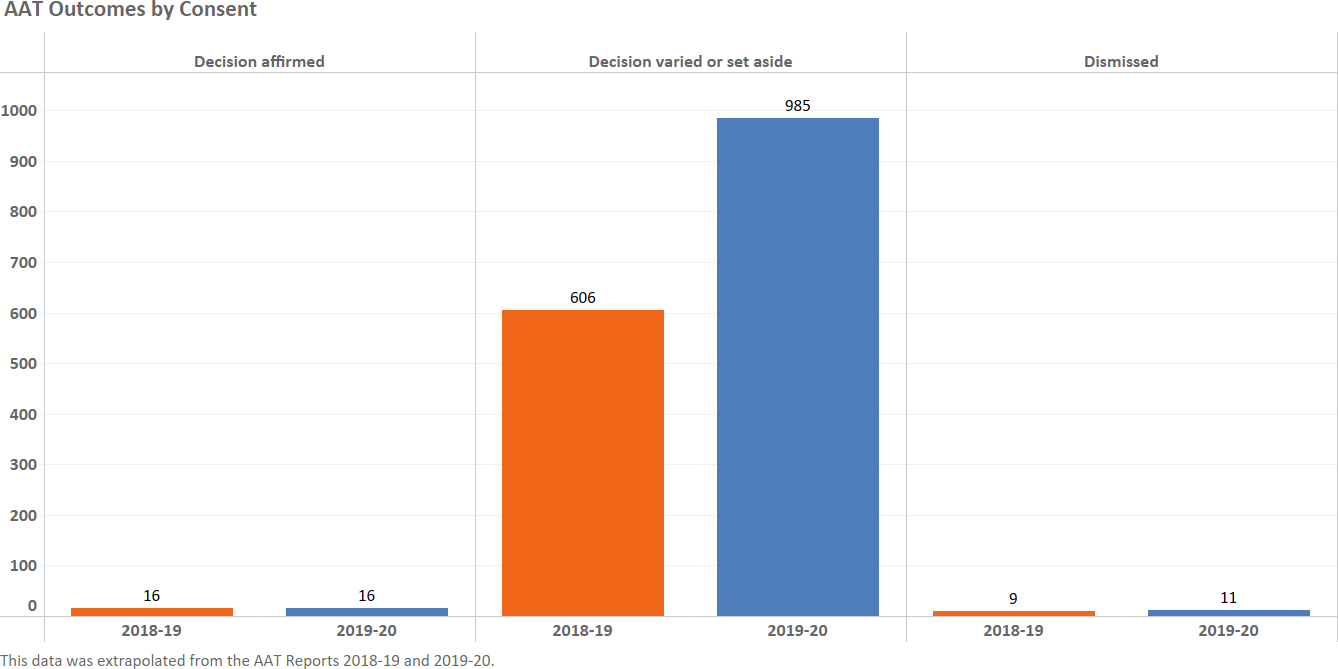 AAT Outcomes by Consent
Decision affirmed Decision varied or set aside Dismissed
1000
900
800
700
600
500
400
300
200
100
0
16 16 606 985 9 11
2018-19 2019-20 2018-19 2019-20 2018-19 2019-20
This data was extrapolated from the AAT Reports 2018-19 and 2019-20.